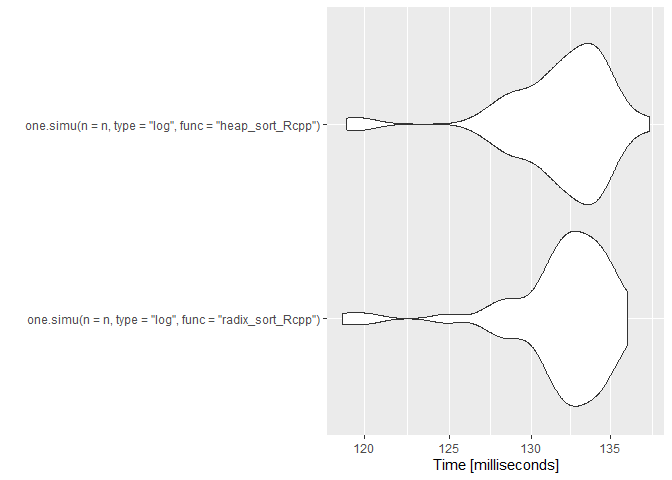 one.simu(n = n, type = "log", func = "heap_sort_Rcpp")
one.simu(n = n, type = "log", func = "radix_sort_Rcpp")
120 125 130 135
Time [milliseconds]